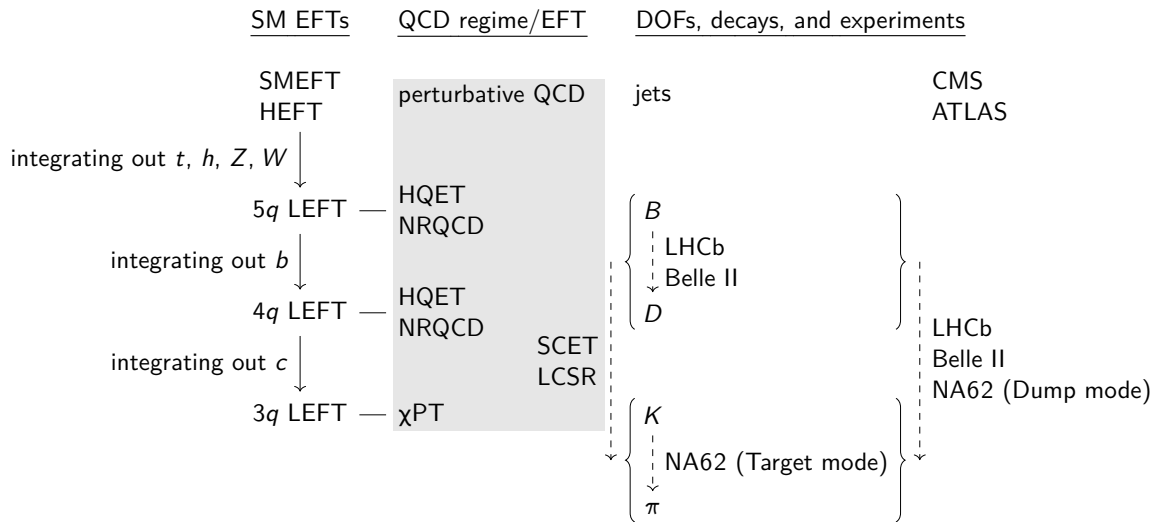 SM EFTs QCD regime/EFT DOFs, decays, and experiments
SMEFT
HEFT
perturbative QCD
jets
CMS
ATLAS
integrating out t, h, Z, W
5q LEFT
HQET
NRQCD
B
LHCb
Belle II
D
integrating out b
4q LEFT
HQET
NRQCD
SCET
LCSR
LHCb
Belle II
NA62 (Dump mode)
integrating out c
3q LEFT
χPT
K
NA62 (Target mode)
π